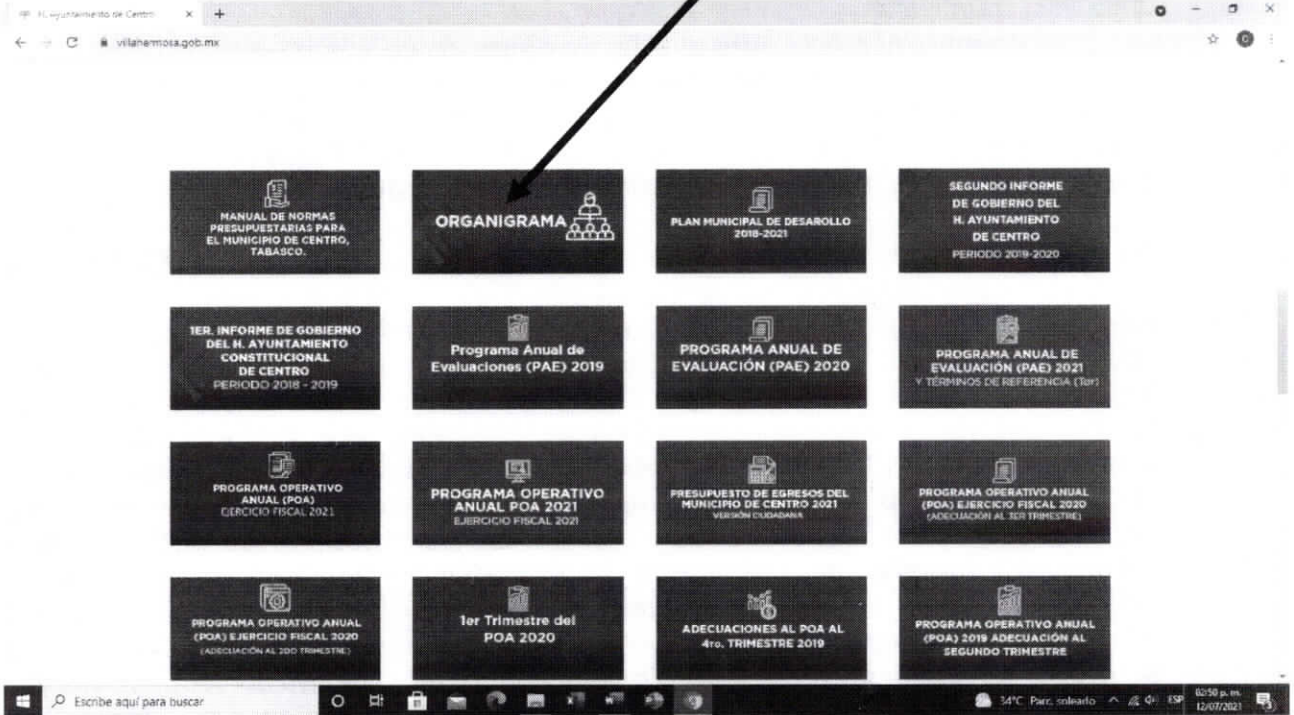 H. Ayuntamiento de Centro
villahermosa.gob.mx
MANUAL DE NORMAS
PRESUPUESTARIAS PARA
EL MUNICIPIO DE CENTRO,
TABASCO.
ORGANIGRAMA
PLAN MUNICIPAL DE DESAROLLO
2018-2021
SEGUNDO INFORME
DE GOBIERNO DEL
H. AYUNTAMIENTO
DE CENTRO
PERIODO 2019-2020
1ER. INFORME DE GOBIERNO
DEL H. AYUNTAMIENTO
CONSTITUCIONAL
DE CENTRO
PERIODO 2018 - 2019
Programa Anual de
Evaluaciones (PAE) 2019
PROGRAMA ANUAL DE
EVALUACIÓN (PAE) 2020
PROGRAMA ANUAL DE
EVALUACIÓN (PAE) 2021
Y TÉRMINOS DE REFERENCIA (Tdr)
PROGRAMA OPERATIVO
ANUAL (POA)
EJERCICIO FISCAL 2021
PROGRAMA OPERATIVO
ANUAL POA 2021
EJERCICIO FISCAL 2021
PRESUPUESTO DE EGRESOS DEL
MUNICIPIO DE CENTRO 2021
VERSIÓN CIUDADANA
PROGRAMA OPERATIVO ANUAL
(POA) EJERCICIO FISCAL 2020
(ADECUACIÓN AL 3ER TRIMESTRE)
PROGRAMA OPERATIVO ANUAL
(POA) EJERCICIO FISCAL 2020
(ADECUACIÓN AL 2DO TRIMESTRE)
1er Trimestre del
POA 2020
ADECUACIONES AL POA AL
4ro. TRIMESTRE 2019
PROGRAMA OPERATIVO ANUAL
(POA) 2019 ADECUACIÓN AL
SEGUNDO TRIMESTRE
Escribe aquí para buscar
34°C Parc. soleado
ESP
02:50 p. m.
12/07/2021